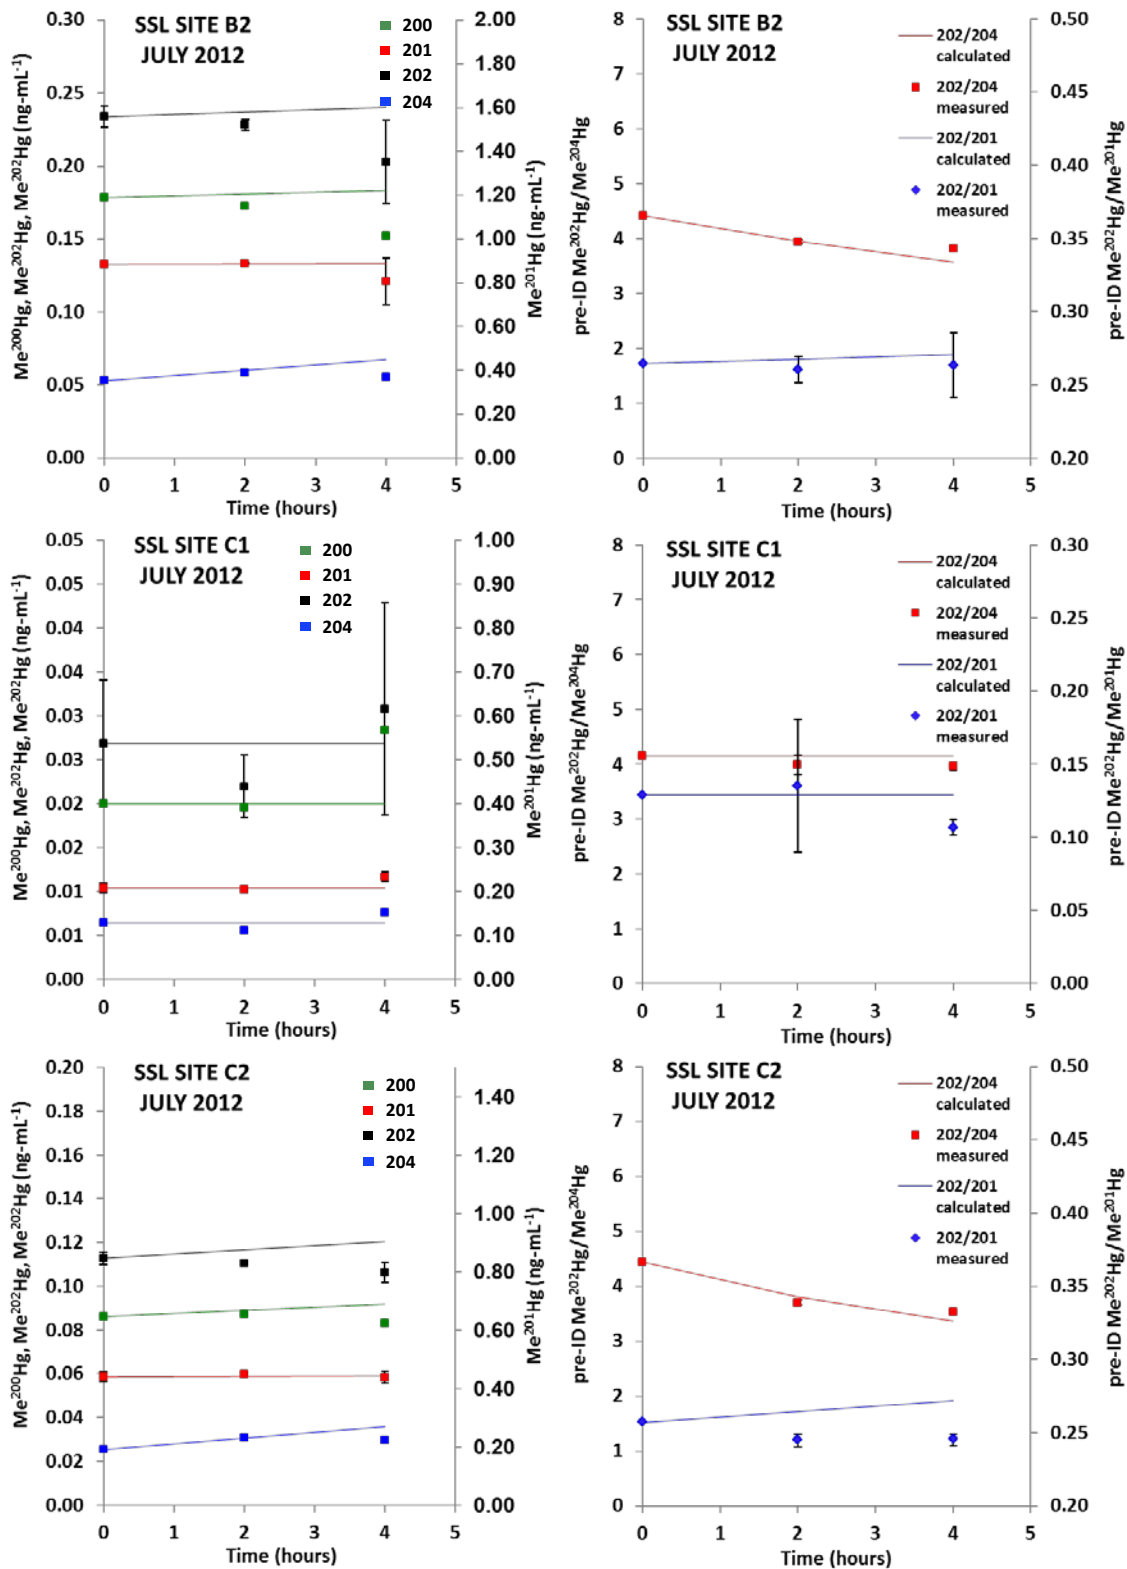 SSL SITE B2
JULY 2012
200
201
202
204
Me²⁰⁰Hg, Me²⁰²Hg, Me²⁰²Hg (ng-mL⁻¹)
0.30
0.25
0.20
0.15
0.10
0.05
0.00
2.00
1.80
1.60
1.40
1.20
1.00
0.80
0.60
0.40
0.20
0.00
Me²⁰¹Hg (ng-mL⁻¹)
0 1 2 3 4 5
Time (hours)
SSL SITE B2
JULY 2012
202/204
calculated
202/204
measured
202/201
calculated
202/201
measured
pre-ID Me²⁰²Hg/Me²⁰⁴Hg
8
7
6
5
4
3
2
1
0
0.50
0.45
0.40
0.35
0.30
0.25
0.20
pre-ID Me²⁰²Hg/Me²⁰¹Hg
0 1 2 3 4 5
Time (hours)
SSL SITE C1
JULY 2012
200
201
202
204
Me²⁰⁰Hg, Me²⁰²Hg, Me²⁰²Hg (ng-mL⁻¹)
0.05
0.05
0.04
0.04
0.03
0.03
0.02
0.02
0.01
0.01
0.00
1.00
0.90
0.80
0.70
0.60
0.50
0.40
0.30
0.20
0.10
0.00
Me²⁰¹Hg (ng-mL⁻¹)
0 1 2 3 4 5
Time (hours)
SSL SITE C1
JULY 2012
202/204
calculated
202/204
measured
202/201
calculated
202/201
measured
pre-ID Me²⁰²Hg/Me²⁰⁴Hg
8
7
6
5
4
3
2
1
0
0.30
0.25
0.20
0.15
0.10
0.05
0.00
pre-ID Me²⁰²Hg/Me²⁰¹Hg
0 1 2 3 4 5
Time (hours)
SSL SITE C2
JULY 2012
200
201
202
204
Me²⁰⁰Hg, Me²⁰²Hg, Me²⁰²Hg (ng-mL⁻¹)
0.20
0.18
0.16
0.14
0.12
0.10
0.08
0.06
0.04
0.02
0.00
1.40
1.20
1.00
0.80
0.60
0.40
0.20
0.00
Me²⁰¹Hg (ng-mL⁻¹)
0 1 2 3 4 5
Time (hours)
SSL SITE C2
JULY 2012
202/204
calculated
202/204
measured
202/201
calculated
202/201
measured
pre-ID Me²⁰²Hg/Me²⁰⁴Hg
8
7
6
5
4
3
2
1
0
0.50
0.45
0.40
0.35
0.30
0.25
0.20
pre-ID Me²⁰²Hg/Me²⁰¹Hg
0 1 2 3 4 5
Time (hours)